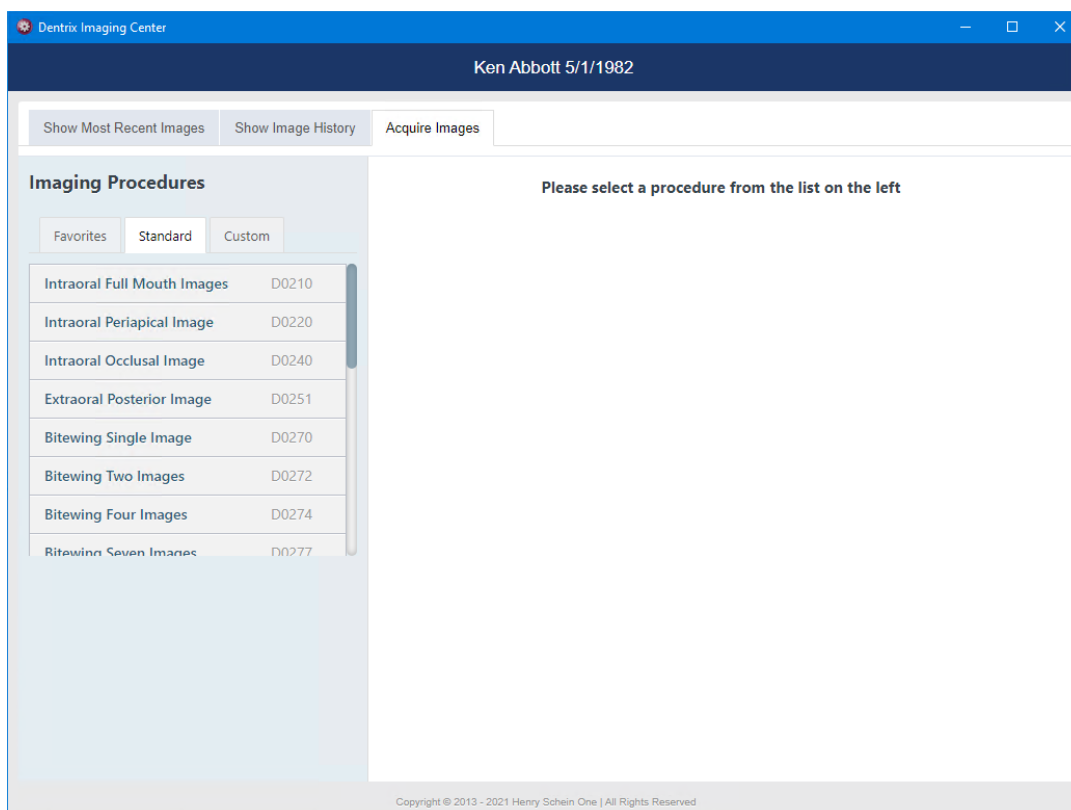 Dentrix Imaging Center
Ken Abbott 5/1/1982
Show Most Recent Images Show Image History Acquire Images
Imaging Procedures
Please select a procedure from the list on the left
Favorites Standard Custom
Intraoral Full Mouth Images D0210
Intraoral Periapical Image D0220
Intraoral Occlusal Image D0240
Extraoral Posterior Image D0251
Bitewing Single Image D0270
Bitewing Two Images D0272
Bitewing Four Images D0274
Bitewing Seven Images D0277
Copyright © 2013 - 2021 Henry Schein One | All Rights Reserved